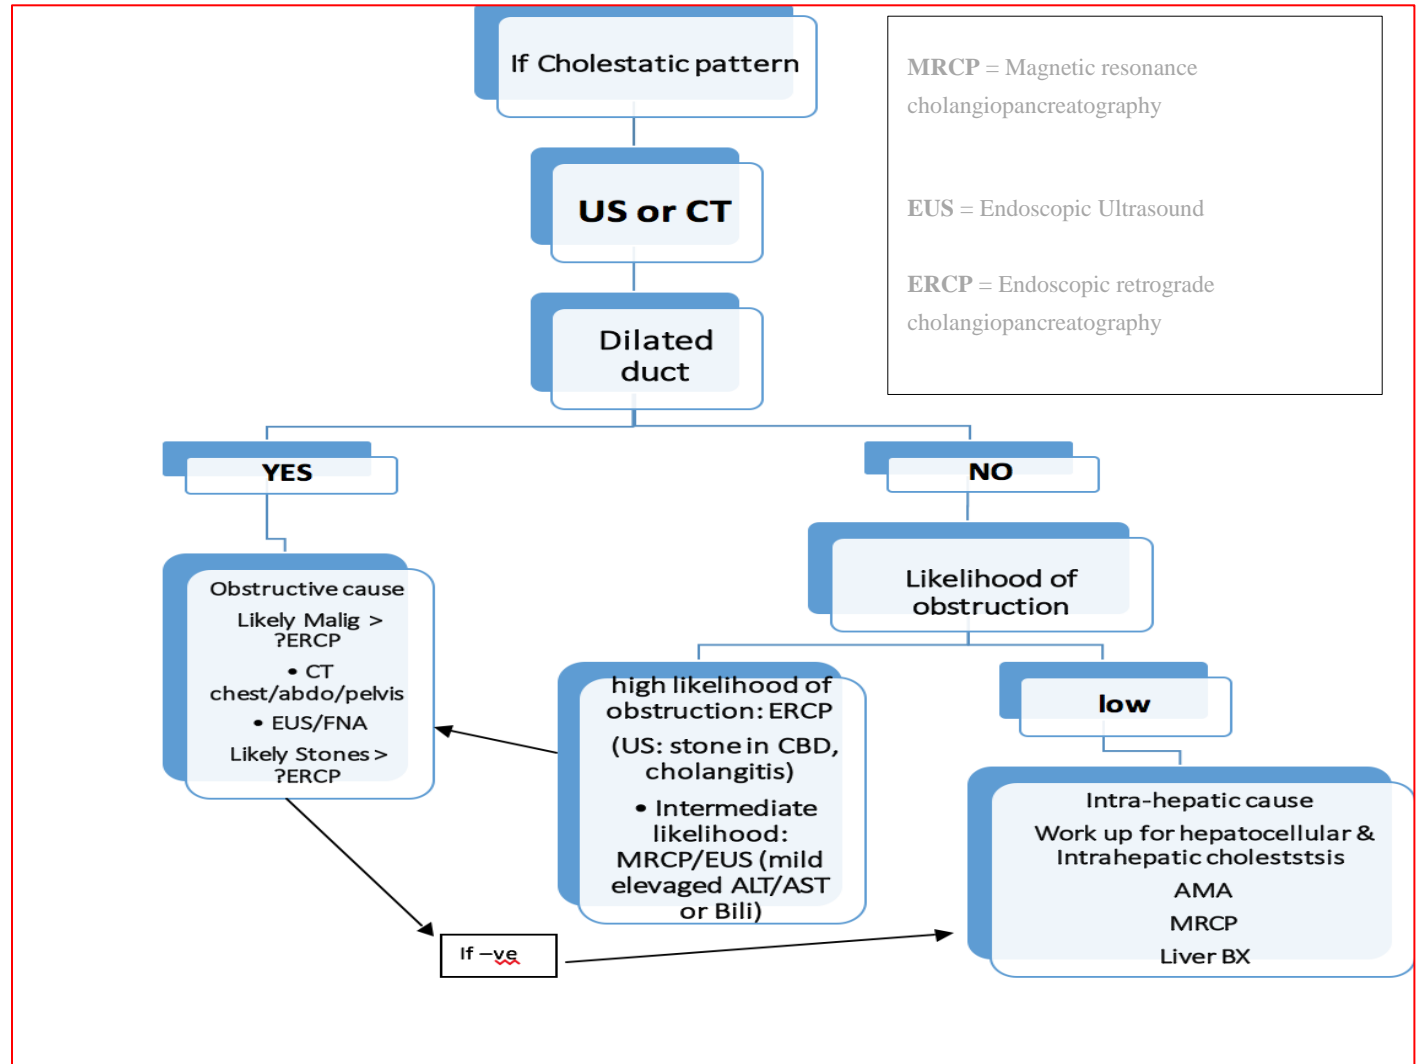 If Cholestatic pattern
MRCP = Magnetic resonance
cholangiopancreatography
EUS = Endoscopic Ultrasound
ERCP = Endoscopic retrograde
cholangiopancreatography
US or CT
Dilated
duct
YES
NO
Obstructive cause
Likely Malig >
?ERCP
• CT
chest/abdo/pelvis
• EUS/FNA
Likely Stones >
?ERCP
Likelihood of
obstruction
high likelihood of
obstruction: ERCP
(US: stone in CBD,
cholangitis)
• Intermediate
likelihood:
MRCP/EUS (mild
elevaged ALT/AST
or Bili)
low
Intra-hepatic cause
Work up for hepatocellular &
Intrahepatic choleststsis
AMA
MRCP
Liver BX
If –ve